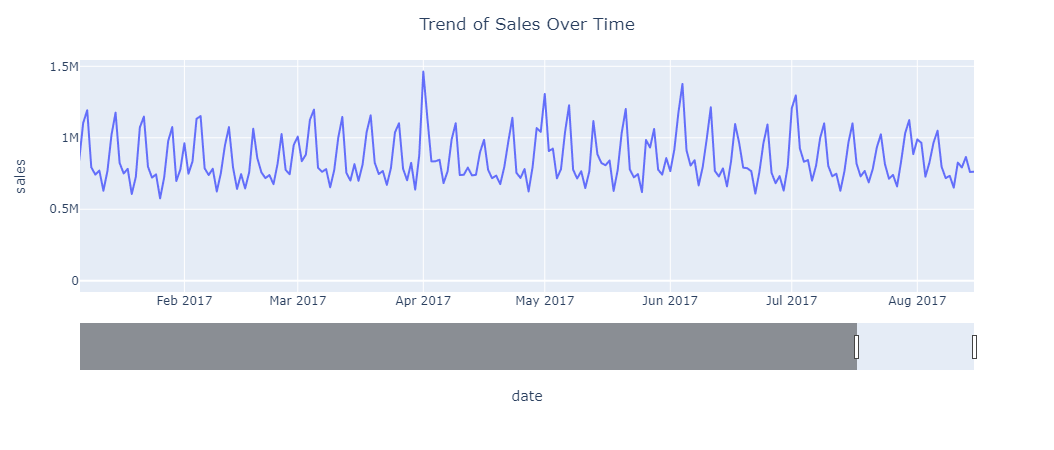 Trend of Sales Over Time
1.5M
1M
0.5M
0
sales
Feb 2017 Mar 2017 Apr 2017 May 2017 Jun 2017 Jul 2017 Aug 2017
date